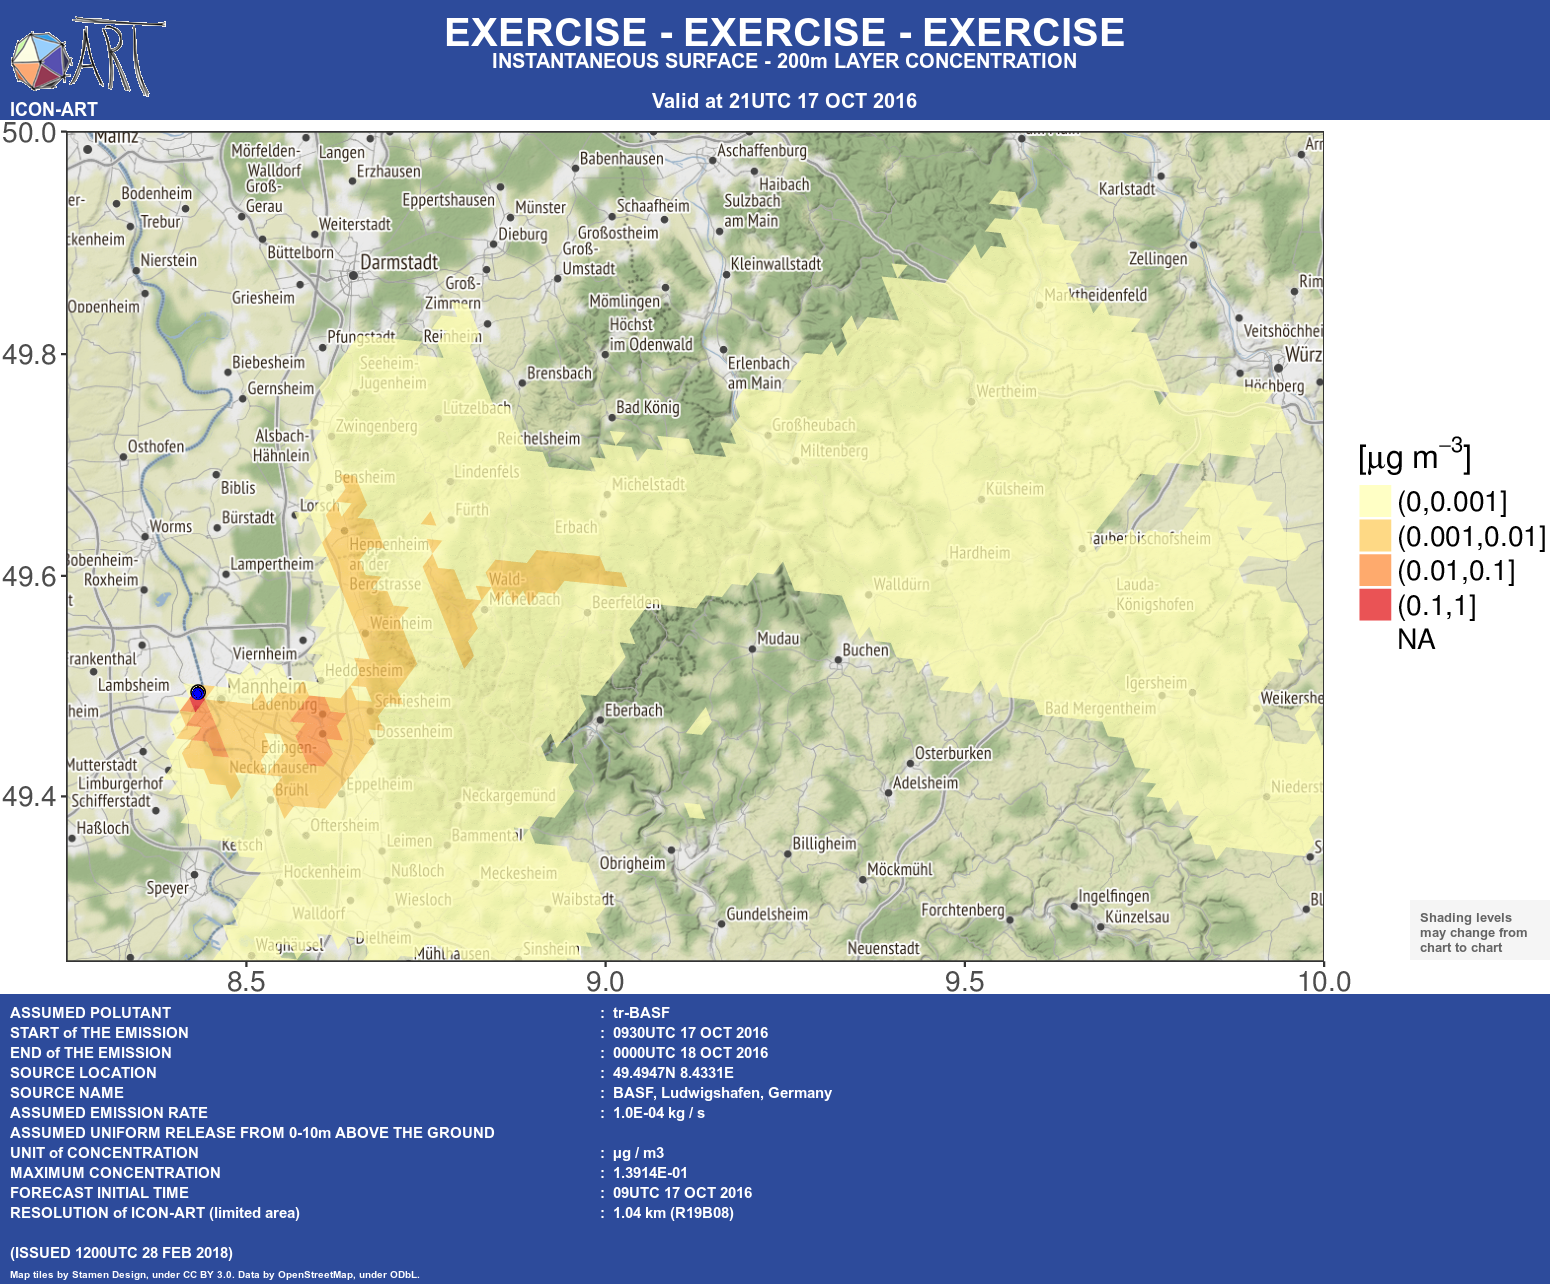 EXERCISE - EXERCISE - EXERCISE
INSTANTANEOUS SURFACE - 200m LAYER CONCENTRATION
Valid at 21UTC 17 OCT 2016
ART
ICON-ART
50.0
49.8
49.6
49.4
8.5
9.0
9.5
10.0
Mainz
Mörfelden-
Walldorf
Groß-
Gerau
Langen
Erzhausen
Babenhausen
Aschaffenburg
Haibach
Karlstadt
Bodenheim
Trebur
Eppertshausen
Münster
Schaafheim
Sulzbach
am Main
Weiterstadt
Dieburg
Großostheim
Büttelborn
Groß-
Umstadt
Zellingen
Nierstein
Darmstadt
Kleinwallstadt
Griesheim
Groß-
Zimmern
Mömlingen
Marktheidenfeld
Oppenheim
Pfungstadt
Reinheim
Höchst
im Odenwald
Veitshöchhei
Würz
Biebesheim
Seeheim-
Jugenheim
Brensbach
Erlenbach
am Main
Gernsheim
Höchberg
Wertheim
Lützelbach
Bad König
Zwingenberg
Großheubach
Alsbach-
Hähnlein
Reichelsheim
Osthofen
Miltenberg
Bensheim
Lindenfels
Michelstadt
Külsheim
Biblis
Lorsch
Bürstadt
Fürth
Worms
Erbach
Heppenheim
an der
Bergstrasse
Tauberbischofsheim
Hardheim
Bobenheim-
Roxheim
Lampertheim
Wald-
Michelbach
Beerfelden
Walldürn
Lauda-
Königshofen
Weinheim
Mudau
Buchen
Viernheim
rankenthal
Heddesheim
Lambsheim
Mannheim
Igersheim
Weikershe
Ladenburg
Schriesheim
heim
Eberbach
Bad Mergentheim
Dossenheim
Edingen-
Neckarhausen
Osterburken
Mutterstadt
Limburgerhof
Brühl
Eppelheim
Neckargemünd
Adelsheim
Niederst
Schifferstadt
Haßloch
Oftersheim
Leimen
Bammental
Ketsch
Billigheim
Obrigheim
Möckmühl
Hockenheim
Nußloch
Meckesheim
Speyer
Wiesloch
Waibstadt
Walldorf
Ingelfingen
Forchtenberg
Künzelsau
Gundelsheim
Dielheim
Waghäusel
Mühlhausen
Sinsheim
Neuenstadt
[µg m−3]
(0,0.001]
(0.001,0.01]
(0.01,0.1]
(0.1,1]
NA
Shading levels
may change from
chart to chart
ASSUMED POLUTANT : tr-BASF
START of THE EMISSION : 0930UTC 17 OCT 2016
END of THE EMISSION : 0000UTC 18 OCT 2016
SOURCE LOCATION : 49.4947N 8.4331E
SOURCE NAME : BASF, Ludwigshafen, Germany
ASSUMED EMISSION RATE : 1.0E-04 kg / s
ASSUMED UNIFORM RELEASE FROM 0-10m ABOVE THE GROUND
UNIT of CONCENTRATION : µg / m3
MAXIMUM CONCENTRATION : 1.3914E-01
FORECAST INITIAL TIME : 09UTC 17 OCT 2016
RESOLUTION of ICON-ART (limited area) : 1.04 km (R19B08)
(ISSUED 1200UTC 28 FEB 2018)
Map tiles by Stamen Design, under CC BY 3.0. Data by OpenStreetMap, under ODbL.